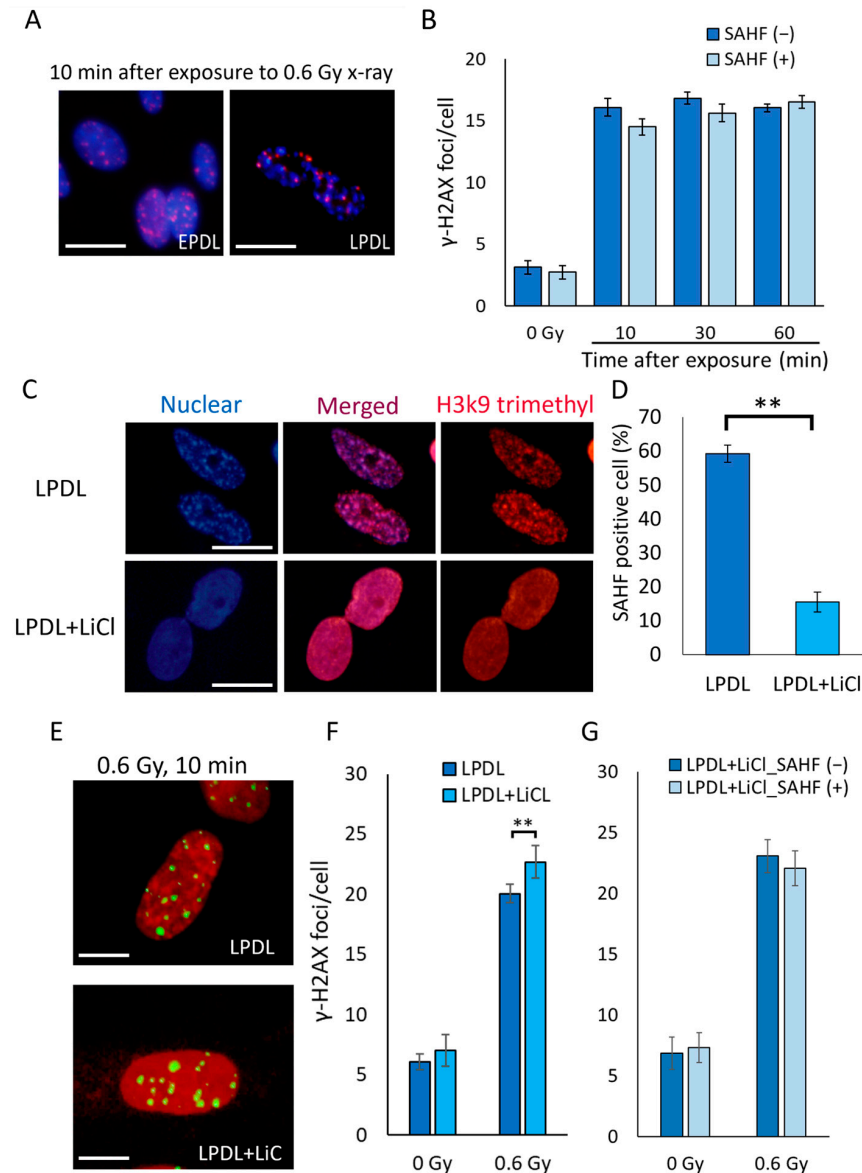 A
10 min after exposure to 0.6 Gy x-ray
EPDL
LPDL
B
SAHF (−)
SAHF (+)
γ-H2AX foci/cell
20
15
10
5
0
0 Gy
10
30
60
Time after exposure (min)
C
Nuclear
Merged
H3k9 trimethyl
LPDL
LPDL+LiCl
D
**
SAHF positive cell (%)
70
60
50
40
30
20
10
0
LPDL
LPDL+LiCl
E
0.6 Gy, 10 min
LPDL
LPDL+LiC
F
LPDL
LPDL+LiCL
**
γ-H2AX foci/cell
30
25
20
15
10
5
0
0 Gy
0.6 Gy
G
LPDL+LiCl_SAHF (−)
LPDL+LiCl_SAHF (+)
30
25
20
15
10
5
0
0 Gy
0.6 Gy